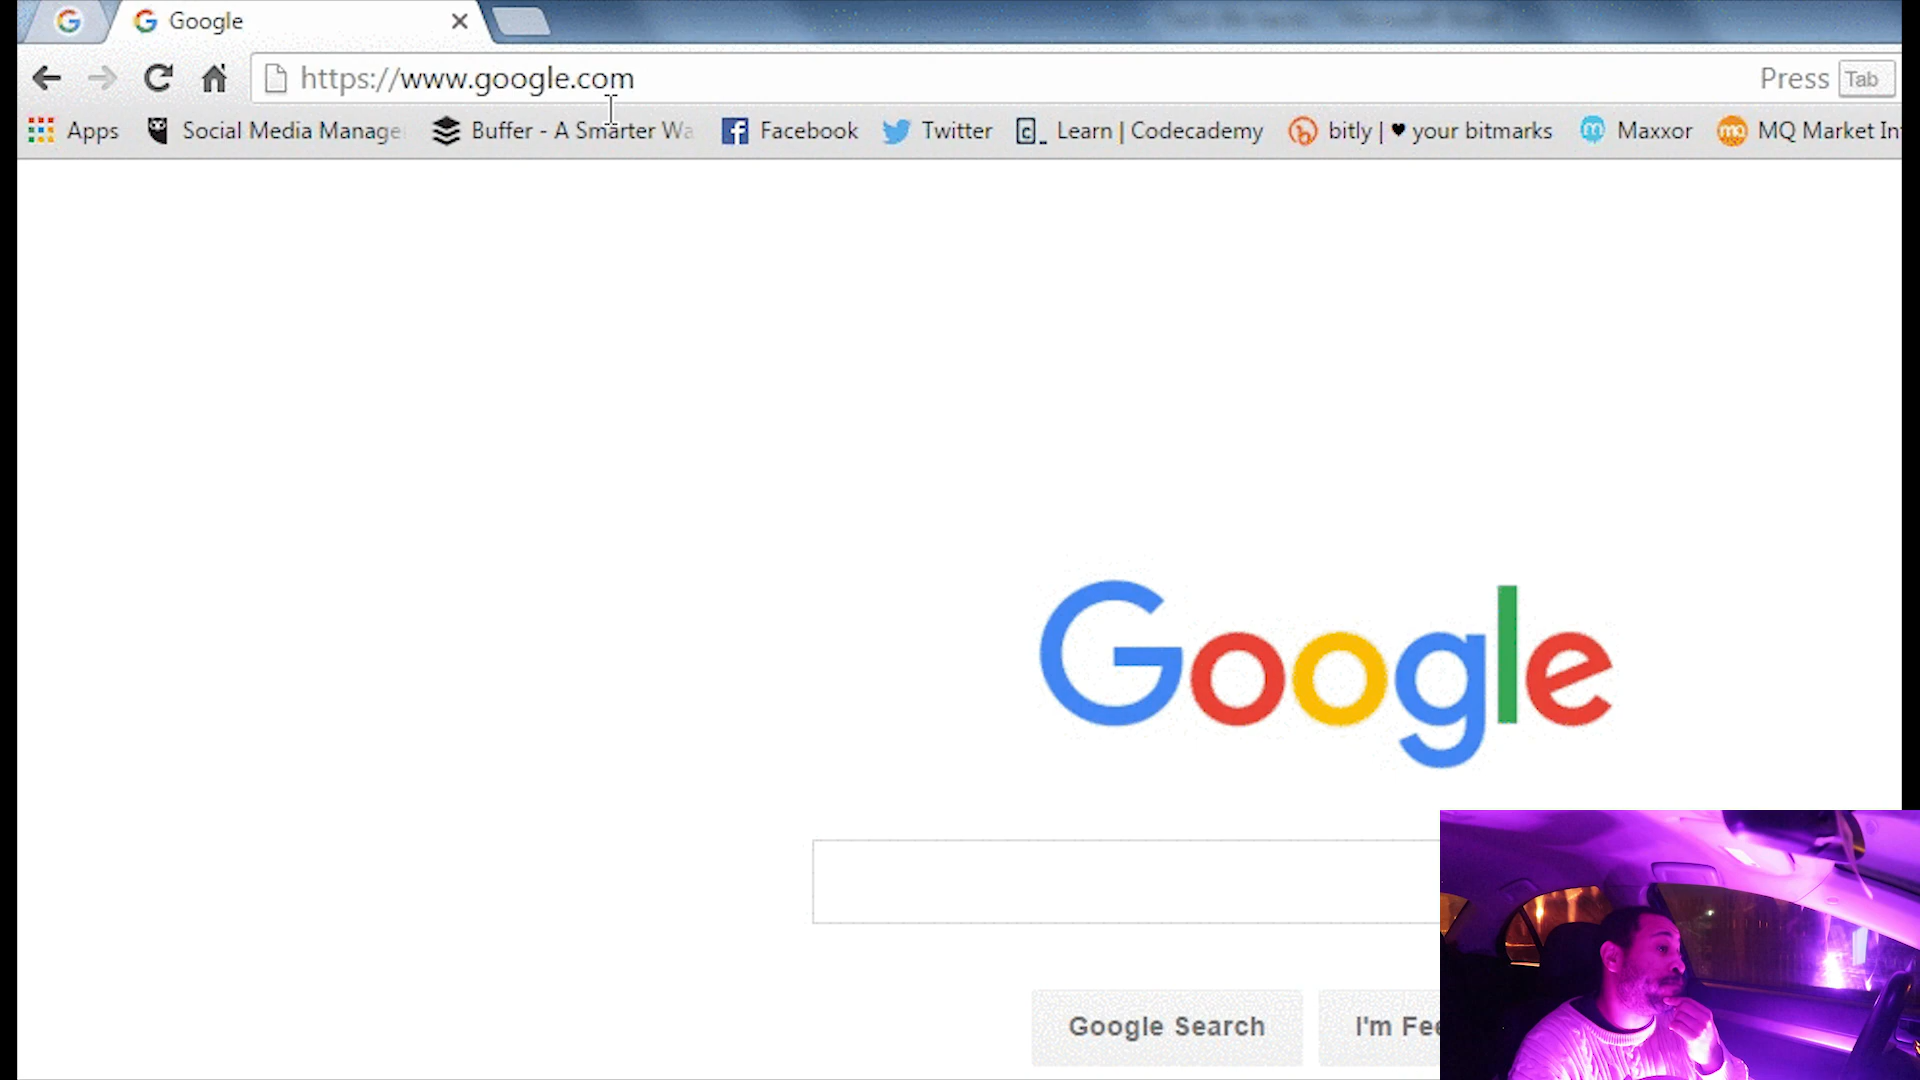 Google
https://www.google.com
Press Tab
Apps Social Media Manage Buffer - A Smarter Wa Facebook Twitter Learn | Codecademy bitly | ♥ your bitmarks Maxxor MQ Market In
Google
Google Search I'm Fee